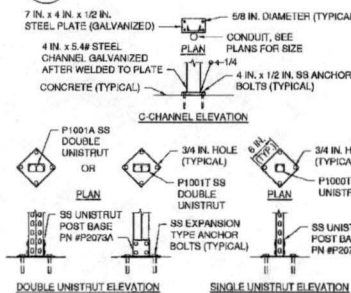 7 IN. x 4 IN. x 1/2 IN.
STEEL PLATE (GALVANIZED)
5/8 IN. DIAMETER (TYPICAL
CONDUIT, SEE
PLANS FOR SIZE
PLAN
4 IN. x 5.4# STEEL
CHANNEL GALVANIZED
AFTER WELDED TO PLATE
1/4
4 IN. x 1/2 IN. SS ANCHOR
BOLTS (TYPICAL)
CONCRETE (TYPICAL)
C-CHANNEL ELEVATION
P1001A SS
DOUBLE
UNISTRUT
OR
3/4 IN. HOLE
(TYPICAL)
P1001T SS
DOUBLE
UNISTRUT
PLAN
6 IN.
(TYP.)
3/4 IN. H
(TYPICA
P1000T
UNISTR
PLAN
SS UNISTRUT
POST BASE
PN #P2073A
SS EXPANSION
TYPE ANCHOR
BOLTS (TYPICAL)
SS UNIST
POST BAS
PN #P207
DOUBLE UNISTRUT ELEVATION
SINGLE UNISTRUT ELEVATION